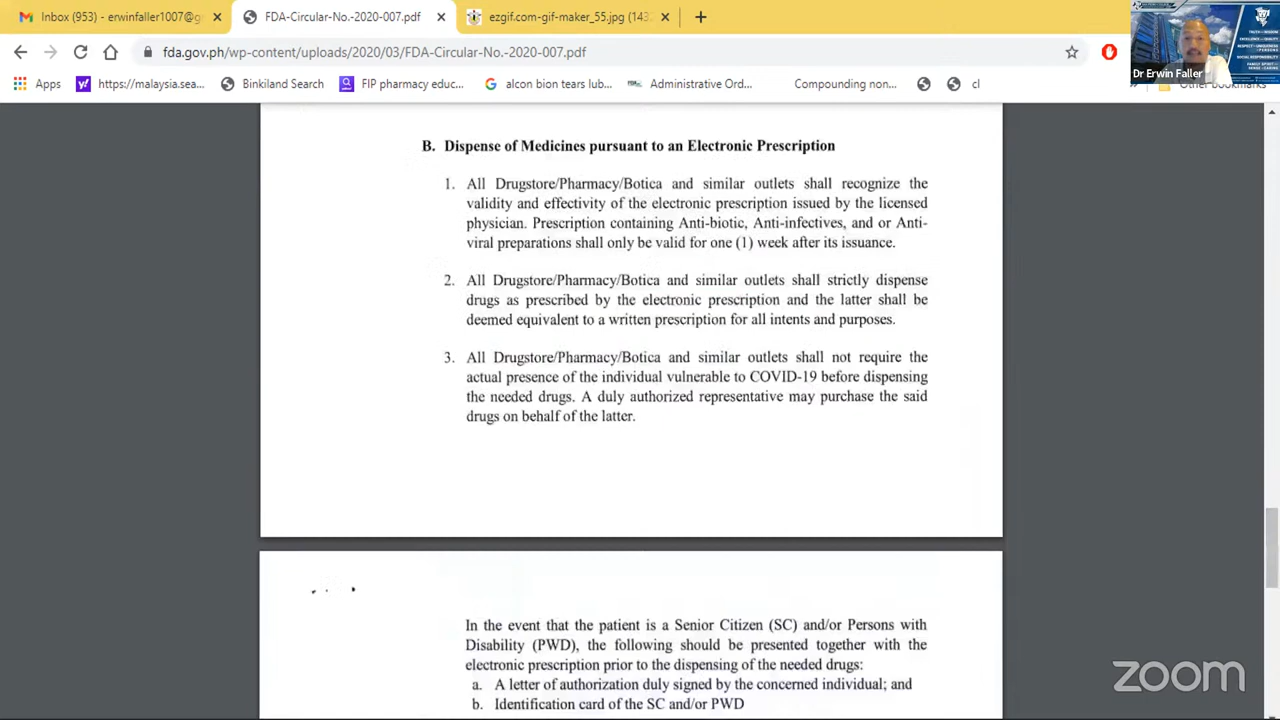 Inbox (953) - erwinfaller1007@g
FDA-Circular-No.-2020-007.pdf
ezgif.com-gif-maker_55.jpg (143
fda.gov.ph/wp-content/uploads/2020/03/FDA-Circular-No.-2020-007.pdf
Apps
https://malaysia.sea...
Binkiland Search
FIP pharmacy educ...
alcon tears lub...
Administrative Ord...
Compounding non...
Other bookmarks
Dr Erwin Faller
B. Dispense of Medicines pursuant to an Electronic Prescription
1. All Drugstore/Pharmacy/Botica and similar outlets shall recognize the
validity and effectivity of the electronic prescription issued by the licensed
physician. Prescription containing Anti-biotic, Anti-infectives, and or Anti-
viral preparations shall only be valid for one (1) week after its issuance.
2. All Drugstore/Pharmacy/Botica and similar outlets shall strictly dispense
drugs as prescribed by the electronic prescription and the latter shall be
deemed equivalent to a written prescription for all intents and purposes.
3. All Drugstore/Pharmacy/Botica and similar outlets shall not require the
actual presence of the individual vulnerable to COVID-19 before dispensing
the needed drugs. A duly authorized representative may purchase the said
drugs on behalf of the latter.
In the event that the patient is a Senior Citizen (SC) and/or Persons with
Disability (PWD), the following should be presented together with the
electronic prescription prior to the dispensing of the needed drugs:
a. A letter of authorization duly signed by the concerned individual; and
b. Identification card of the SC and/or PWD
zoom